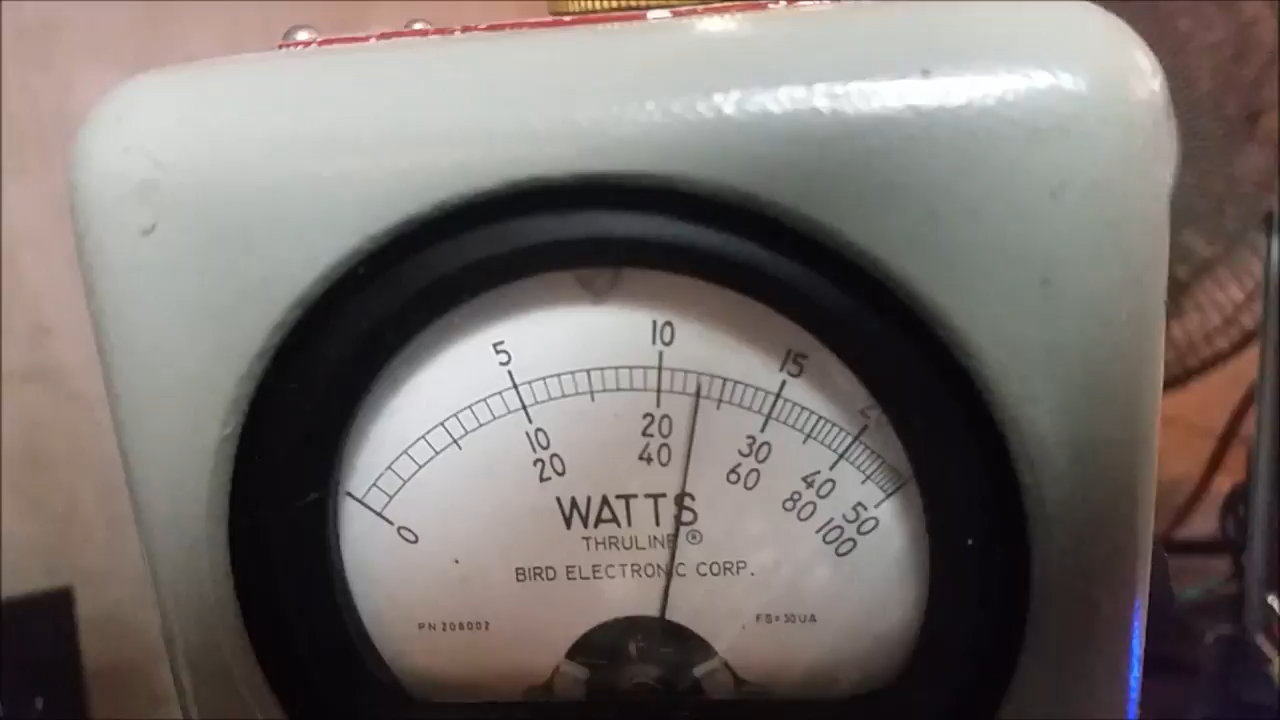 5 10 15
0 10 20 30 40 50
20 40 60 80 100
WATTS
THRULINE ®
BIRD ELECTRONIC CORP.
PN 208002 FS=30UA